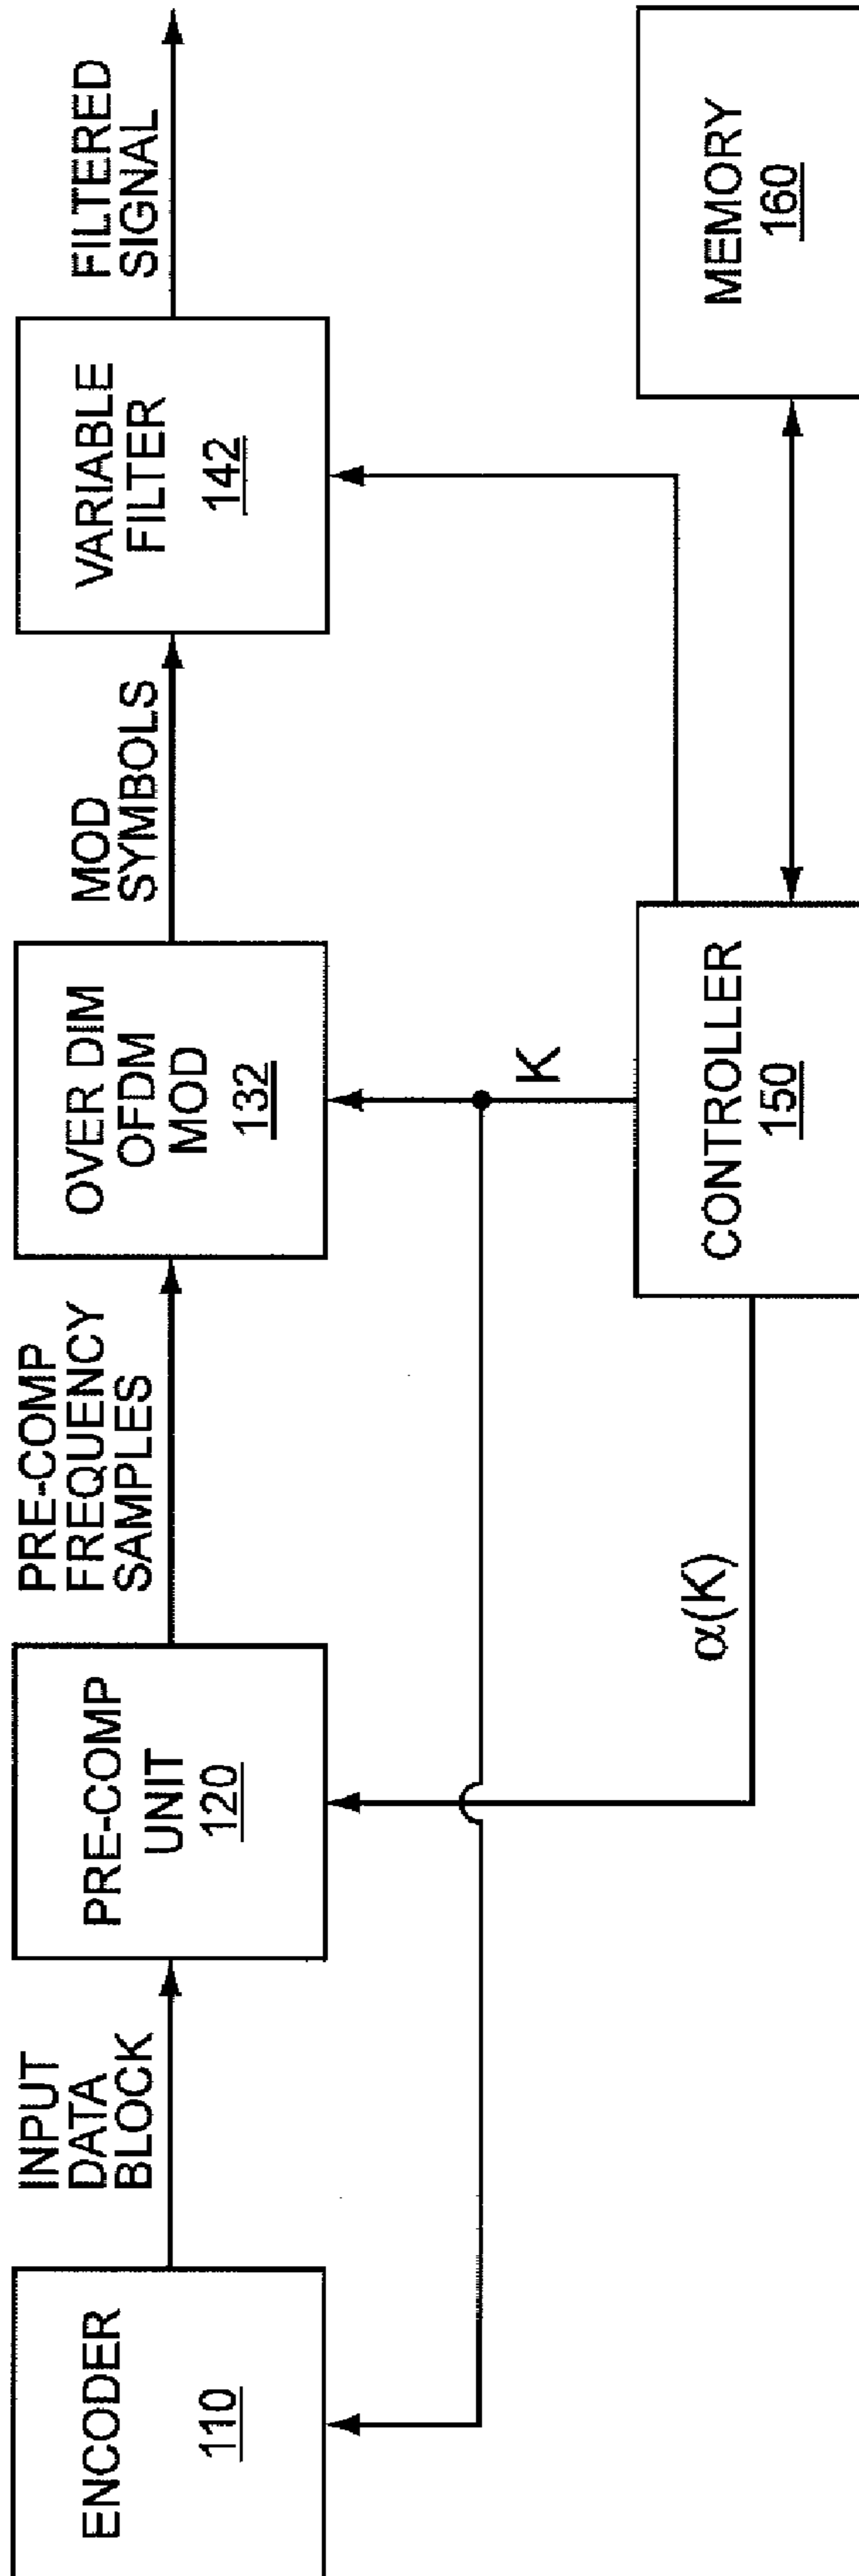 ENCODER
110
INPUT
DATA
BLOCK
PRE-COMP
UNIT
120
PRE-COMP
FREQUENCY
SAMPLES
OVER DIM
OFDM
MOD
132
MOD
SYMBOLS
VARIABLE
FILTER
142
FILTERED
SIGNAL
α(K)
K
CONTROLLER
150
MEMORY
160